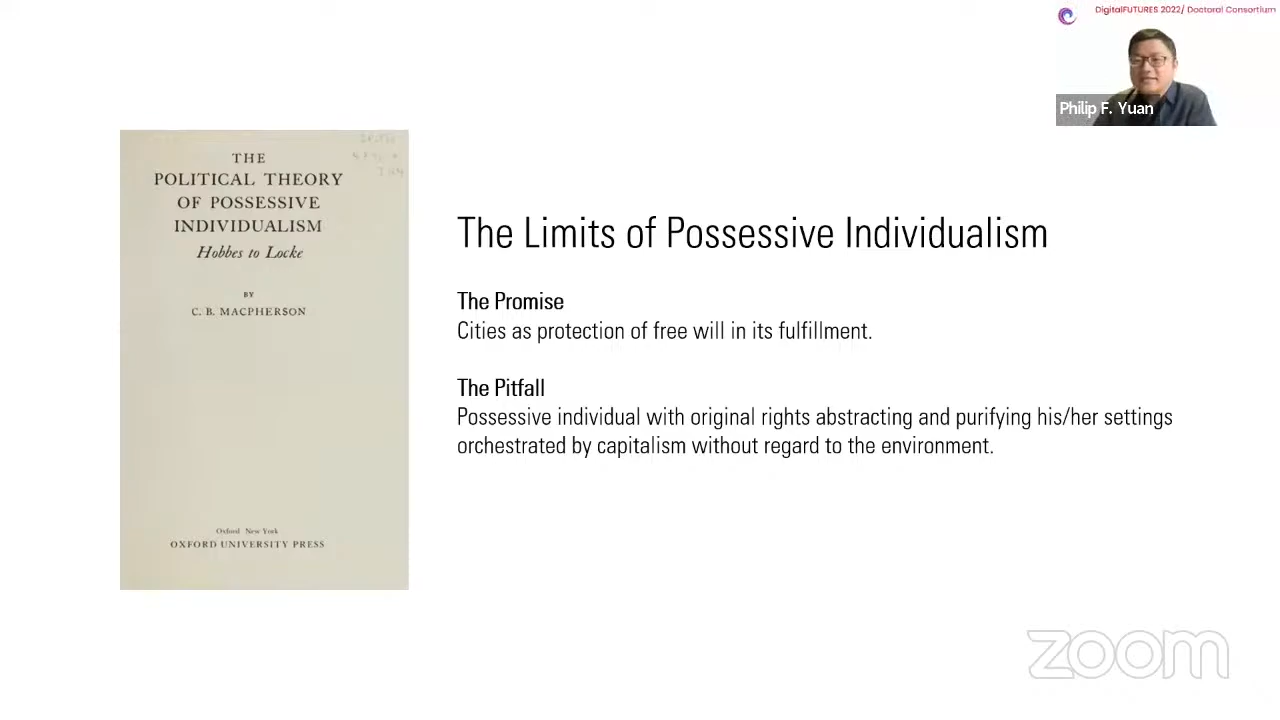 DigitalFUTURES 2022/ Doctoral Consortium
Philip F. Yuan
THE
POLITICAL THEORY
OF POSSESSIVE
INDIVIDUALISM
Hobbes to Locke
BY
C. B. MACPHERSON
Oxford New York
OXFORD UNIVERSITY PRESS
The Limits of Possessive Individualism
The Promise
Cities as protection of free will in its fulfillment.
The Pitfall
Possessive individual with original rights abstracting and purifying his/her settings
orchestrated by capitalism without regard to the environment.
zoom